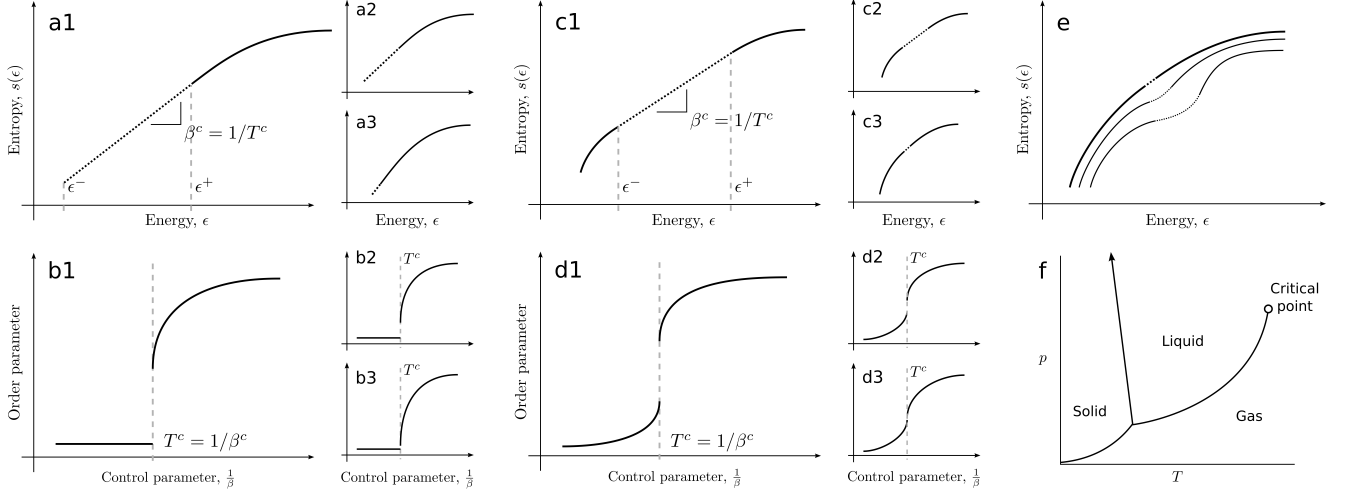 a1
Entropy, s(ϵ)
β^c = 1/T^c
ϵ^−
ϵ^+
Energy, ϵ
a2
a3
Energy, ϵ
c1
Entropy, s(ϵ)
β^c = 1/T^c
ϵ^−
ϵ^+
Energy, ϵ
c2
c3
Energy, ϵ
e
Entropy, s(ϵ)
Energy, ϵ
b1
Order parameter
T^c = 1/β^c
Control parameter, 1/β
b2
T^c
b3
T^c
Control parameter, 1/β
d1
Order parameter
T^c = 1/β^c
Control parameter, 1/β
d2
T^c
d3
T^c
Control parameter, 1/β
f
Critical
point
Liquid
p
Solid
Gas
T